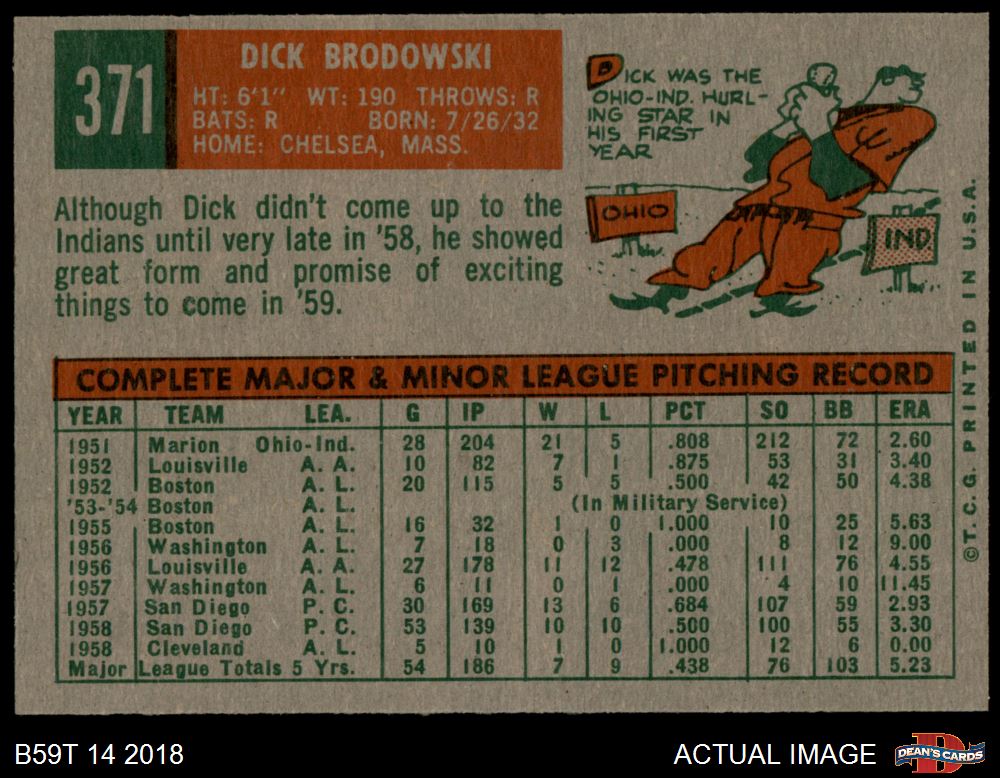 371
DICK BRODOWSKI
HT: 6'1" WT: 190 THROWS: R
BATS: R BORN: 7/26/32
HOME: CHELSEA, MASS.
DICK WAS THE
OHIO-IND. HURL-
ING STAR IN
HIS FIRST
YEAR
OHIO
IND.
Although Dick didn't come up to the
Indians until very late in '58, he showed
great form and promise of exciting
things to come in '59.
COMPLETE MAJOR & MINOR LEAGUE PITCHING RECORD
YEAR TEAM LEA. G IP W L PCT SO BB ERA
1951 Marion Ohio-Ind. 28 204 21 5 .808 212 72 2.60
1952 Louisville A. A. 10 82 7 1 .875 53 31 3.40
1952 Boston A. L. 20 115 5 5 .500 42 50 4.38
'53-'54 Boston A. L. (In Military Service)
1955 Boston A. L. 16 32 1 0 1.000 10 25 5.63
1956 Washington A. L. 7 18 0 3 .000 8 12 9.00
1956 Louisville A. A. 27 178 11 12 .478 111 76 4.55
1957 Washington A. L. 6 11 0 1 .000 4 10 11.45
1957 San Diego P. C. 30 169 13 6 .684 107 59 2.93
1958 San Diego P. C. 53 139 10 10 .500 100 55 3.30
1958 Cleveland A. L. 5 10 1 0 1.000 12 6 0.00
Major League Totals 5 Yrs. 54 186 7 9 .438 76 103 5.23
©T.C.G. PRINTED IN U.S.A.
B59T 14 2018
ACTUAL IMAGE
D
DEAN'S CARDS